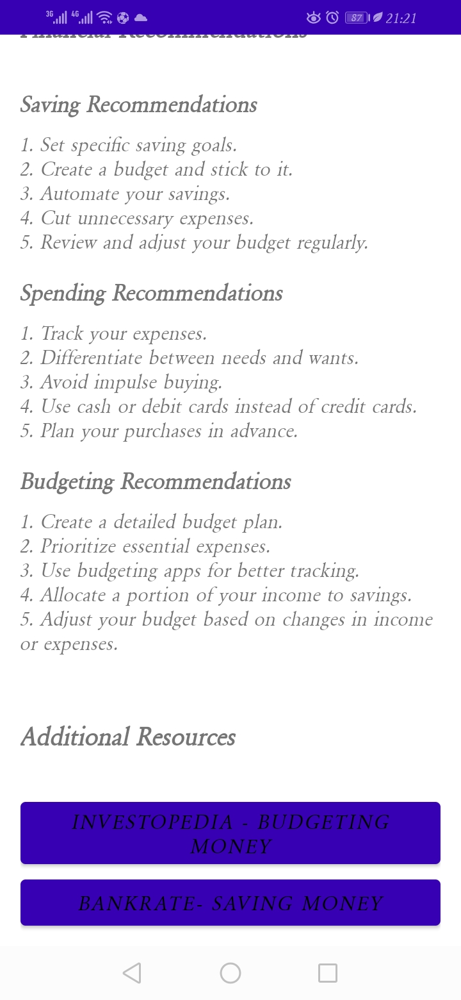 3G 4G 87 21:21
Financial Recommendations
Saving Recommendations
1. Set specific saving goals.
2. Create a budget and stick to it.
3. Automate your savings.
4. Cut unnecessary expenses.
5. Review and adjust your budget regularly.
Spending Recommendations
1. Track your expenses.
2. Differentiate between needs and wants.
3. Avoid impulse buying.
4. Use cash or debit cards instead of credit cards.
5. Plan your purchases in advance.
Budgeting Recommendations
1. Create a detailed budget plan.
2. Prioritize essential expenses.
3. Use budgeting apps for better tracking.
4. Allocate a portion of your income to savings.
5. Adjust your budget based on changes in income
or expenses.
Additional Resources
INVESTOPEDIA - BUDGETING
MONEY
BANKRATE- SAVING MONEY